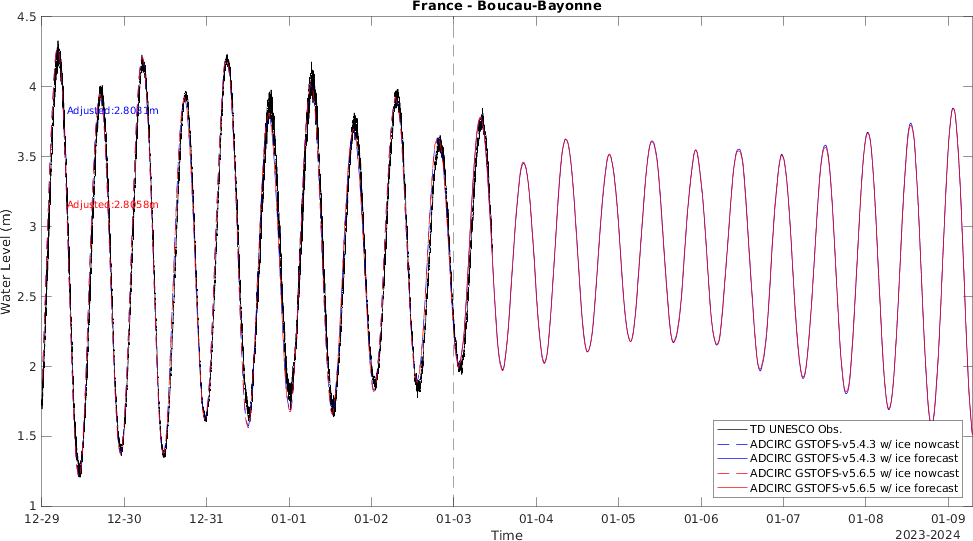 France - Boucau-Bayonne
4.5
4
3.5
3
2.5
2
1.5
1
Water Level (m)
Adjusted:2.8031m
Adjusted:2.8058m
TD UNESCO Obs.
ADCIRC GSTOFS-v5.4.3 w/ ice nowcast
ADCIRC GSTOFS-v5.4.3 w/ ice forecast
ADCIRC GSTOFS-v5.6.5 w/ ice nowcast
ADCIRC GSTOFS-v5.6.5 w/ ice forecast
12-29 12-30 12-31 01-01 01-02 01-03 01-04 01-05 01-06 01-07 01-08 01-09
Time
2023-2024